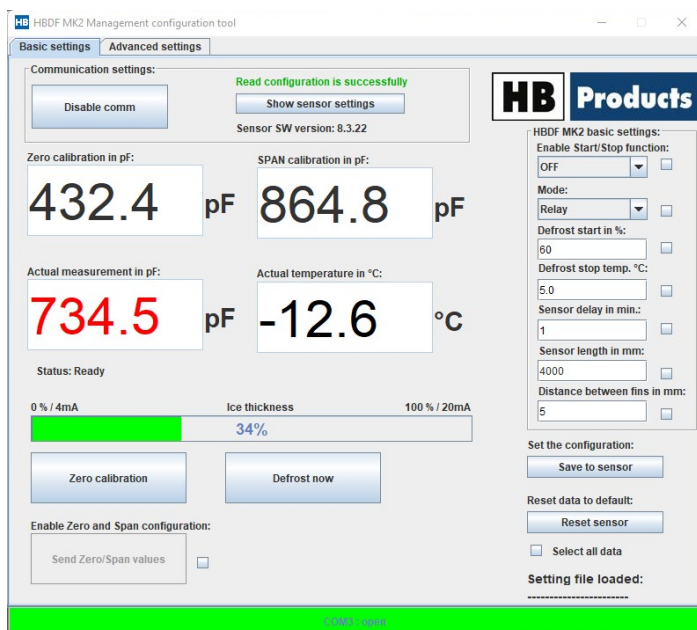 HB HBDF MK2 Management configuration tool
Basic settings Advanced settings
Communication settings:
Disable comm
Read configuration is successfully
Show sensor settings
Sensor SW version: 8.3.22
HB Products
Zero calibration in pF:
432.4 pF
SPAN calibration in pF:
864.8 pF
Actual measurement in pF:
734.5 pF
Actual temperature in °C:
-12.6 °C
Status: Ready
0 % / 4mA Ice thickness 100 % / 20mA
34%
Zero calibration Defrost now
Enable Zero and Span configuration:
Send Zero/Span values
HBDF MK2 basic settings:
Enable Start/Stop function:
OFF
Mode:
Relay
Defrost start in %:
60
Defrost stop temp. °C:
5.0
Sensor delay in min.:
1
Sensor length in mm:
4000
Distance between fins in mm:
5
Set the configuration:
Save to sensor
Reset data to default:
Reset sensor
Select all data
Setting file loaded:
------------------------
COM3 : open